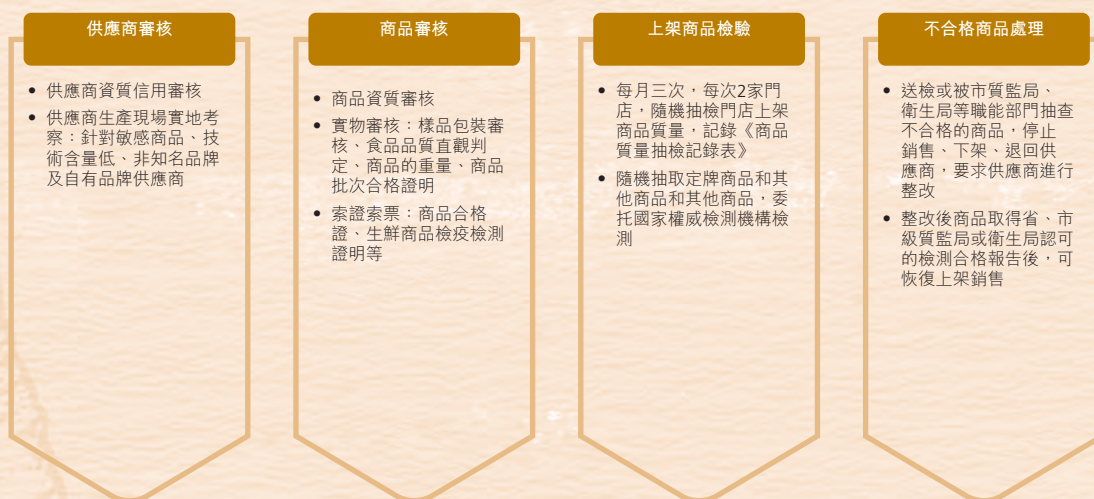 供應商審核
• 供應商資質信用審核
• 供應商生產現場實地考
察：針對敏感商品、技
術含量低、非知名品牌
及自有品牌供應商
商品審核
• 商品資質審核
• 實物審核：樣品包裝審
核、食品品質直觀判
定、商品的重量、商品
批次合格證明
• 索證索票：商品合格
證、生鮮商品檢疫檢測
證明等
上架商品檢驗
• 每月三次，每次2家門
店，隨機抽檢門店上架
商品質量，記錄《商品
質量抽檢記錄表》
• 隨機抽取定牌商品和其
他商品和其他商品，委
托國家權威檢測機構檢
測
不合格商品處理
• 送檢或被市質監局、
衛生局等職能部門抽查
不合格的商品，停止
銷售、下架、退回供
應商，要求供應商進行
整改
• 整改後商品取得省、市
級質監局或衛生局認可
的檢測合格報告後，可
恢復上架銷售